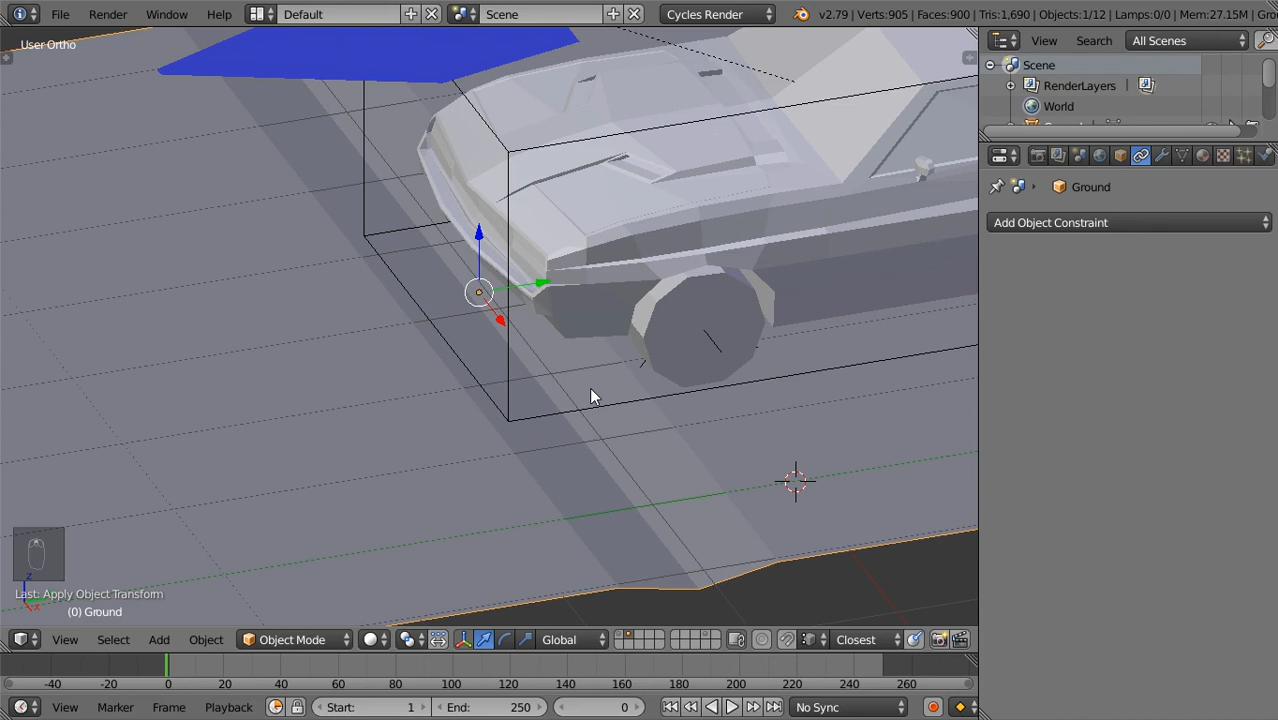 File Render Window Help Default Scene Cycles Render v2.79 | Verts:905 | Faces:900 | Tris:1,690 | Objects:1/12 | Lamps:0/0 | Mem:27.15M | Gro
User Ortho
View Search All Scenes
Scene
RenderLayers
World
Ground
Add Object Constraint
Last: Apply Object Transform
(0) Ground
View Select Add Object Object Mode Global Closest
-40 -20 0 20 40 60 80 100 120 140 160 180 200 220 240 260
View Marker Frame Playback Start: 1 End: 250 0 No Sync